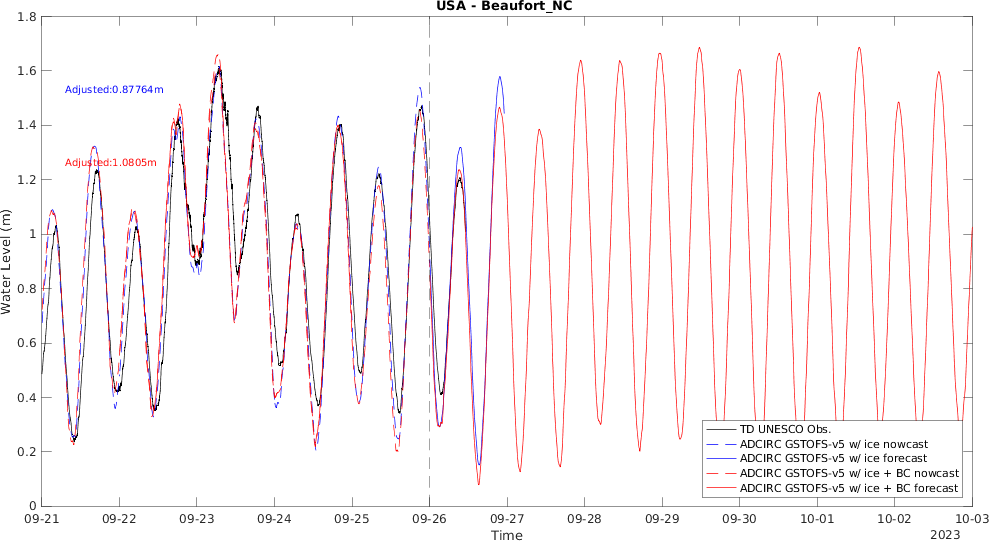 USA - Beaufort_NC
1.8
1.6
1.4
1.2
1
0.8
0.6
0.4
0.2
0
Water Level (m)
Adjusted:0.87764m
Adjusted:1.0805m
TD UNESCO Obs.
ADCIRC GSTOFS-v5 w/ ice nowcast
ADCIRC GSTOFS-v5 w/ ice forecast
ADCIRC GSTOFS-v5 w/ ice + BC nowcast
ADCIRC GSTOFS-v5 w/ ice + BC forecast
09-21 09-22 09-23 09-24 09-25 09-26 09-27 09-28 09-29 09-30 10-01 10-02 10-03
Time
2023